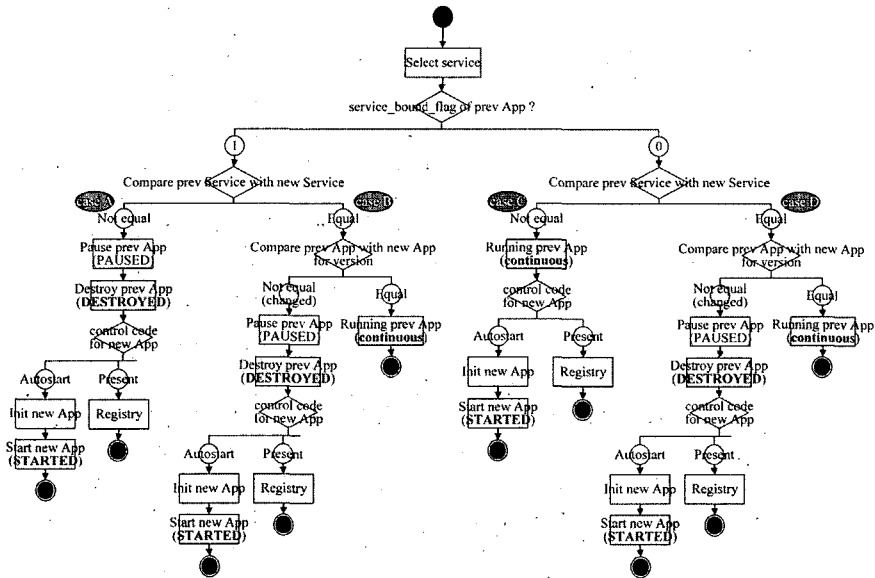 Select service
service_bound_flag of prev App ?
1
0
Compare prev Service with new Service
Compare prev Service with new Service
case A
case B
case C
case D
Not equal
Equal
Not equal
Equal
Pause prev App
(PAUSED)
Compare prev App with new App
for version
Running prev App
(continuous)
Compare prev App with new App
for version
Destroy prev App
(DESTROYED)
Not equal
(changed)
Equal
control code
for new App
Not equal
(changed)
Equal
control code
for new App
Pause prev App
(PAUSED)
Running prev App
(continuous)
Autostart
Present
Pause prev App
(PAUSED)
Running prev App
(continuous)
Autostart
Present
Destroy prev App
(DESTROYED)
Init new App
Registry
Destroy prev App
(DESTROYED)
Init new App
Registry
control code
for new App
Start new App
(STARTED)
control code
for new App
Start new App
(STARTED)
Autostart
Present
Autostart
Present
Init new App
Registry
Init new App
Registry
Start new App
(STARTED)
Start new App
(STARTED)